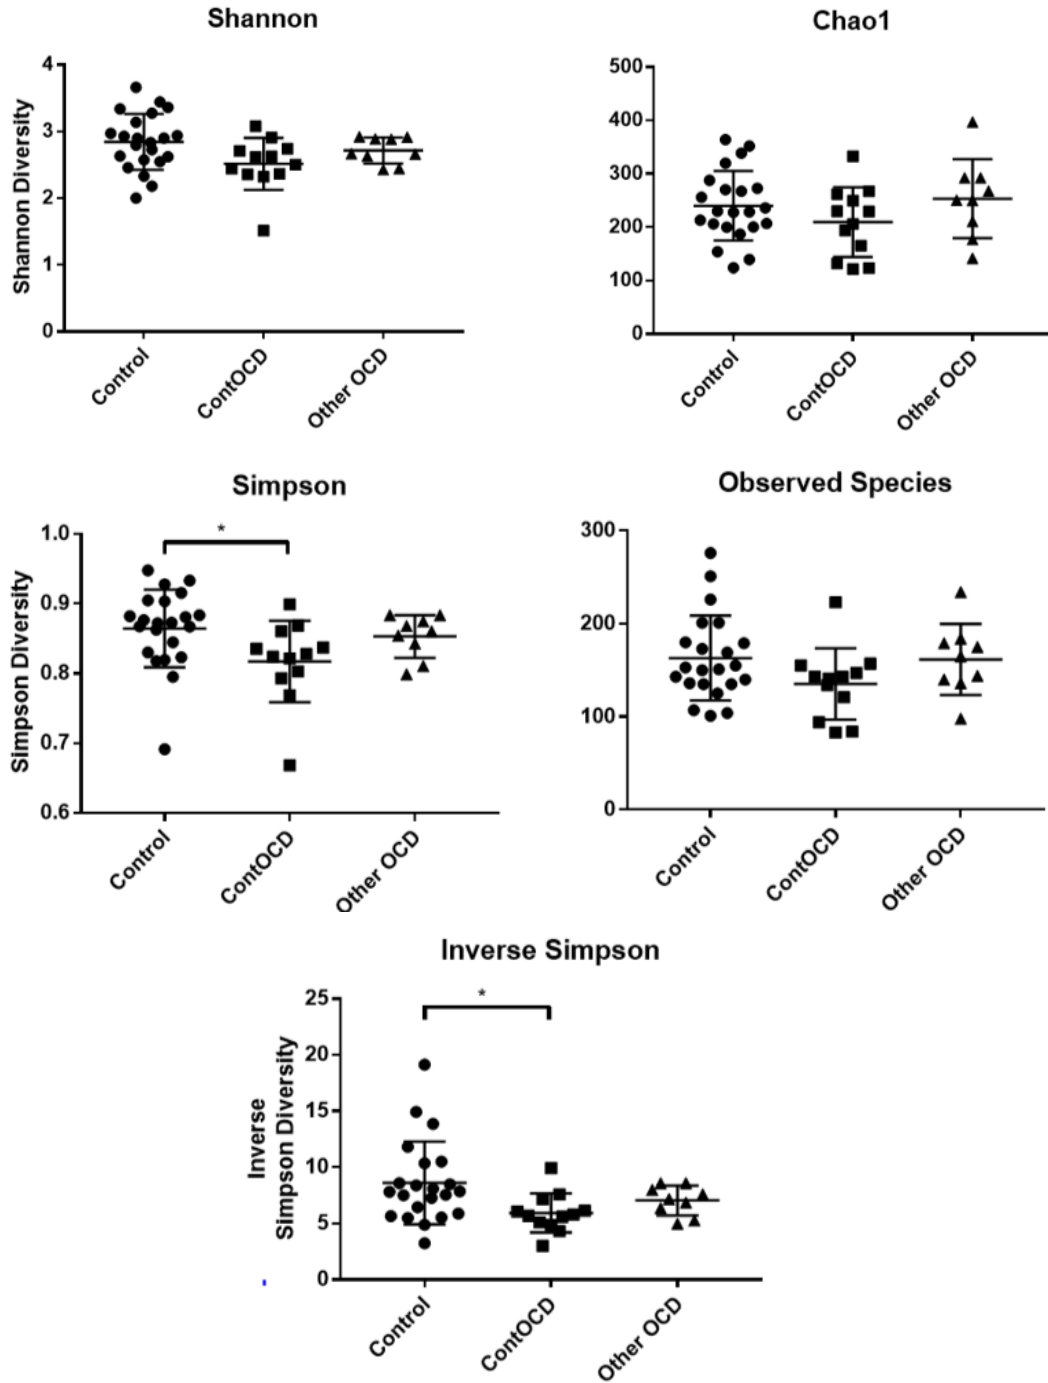 Shannon
4
3
2
1
0
Shannon Diversity
Control
ContOCD
Other OCD
Chao1
500
400
300
200
100
0
Control
ContOCD
Other OCD
Simpson
*
1.0
0.9
0.8
0.7
0.6
Simpson Diversity
Control
ContOCD
Other OCD
Observed Species
300
200
100
0
Control
ContOCD
Other OCD
Inverse Simpson
*
25
20
15
10
5
0
Inverse
Simpson Diversity
Control
ContOCD
Other OCD